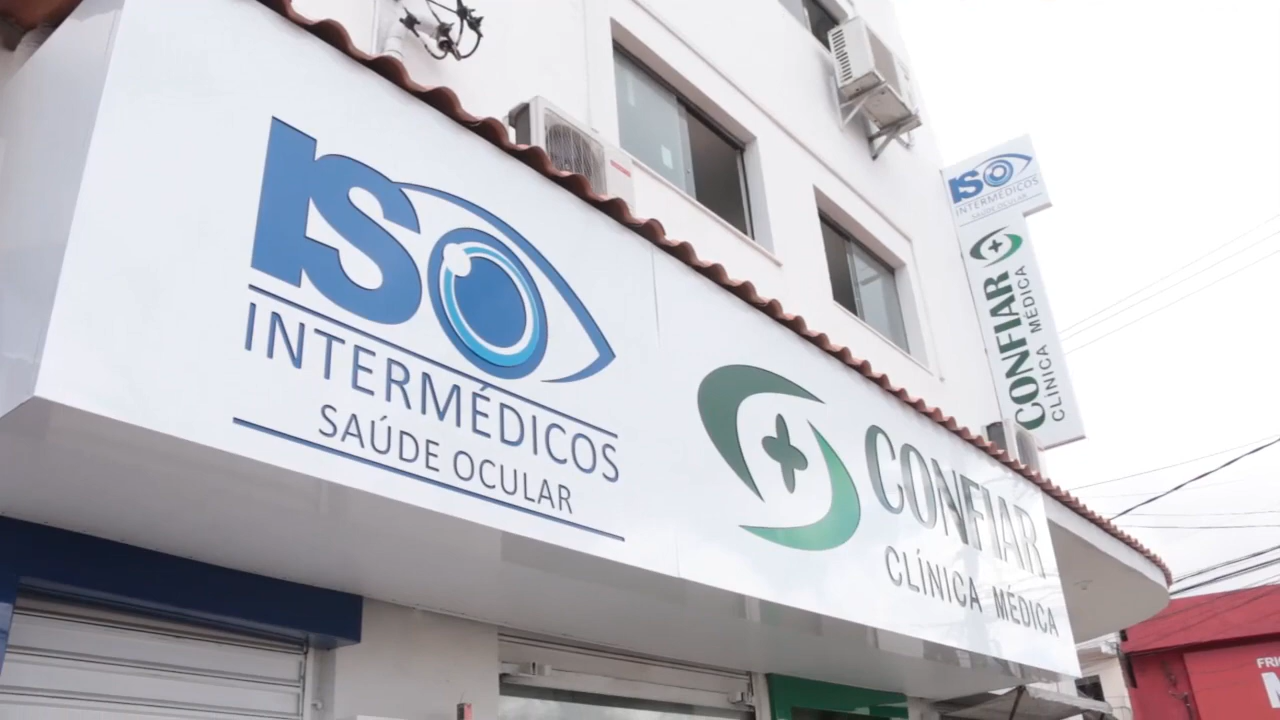 ISO
INTERMÉDICOS
SAÚDE OCULAR
CONFIAR
CLÍNICA MÉDICA
ISO
INTERMÉDICOS
SAÚDE OCULAR
CONFIAR
CLÍNICA MÉDICA